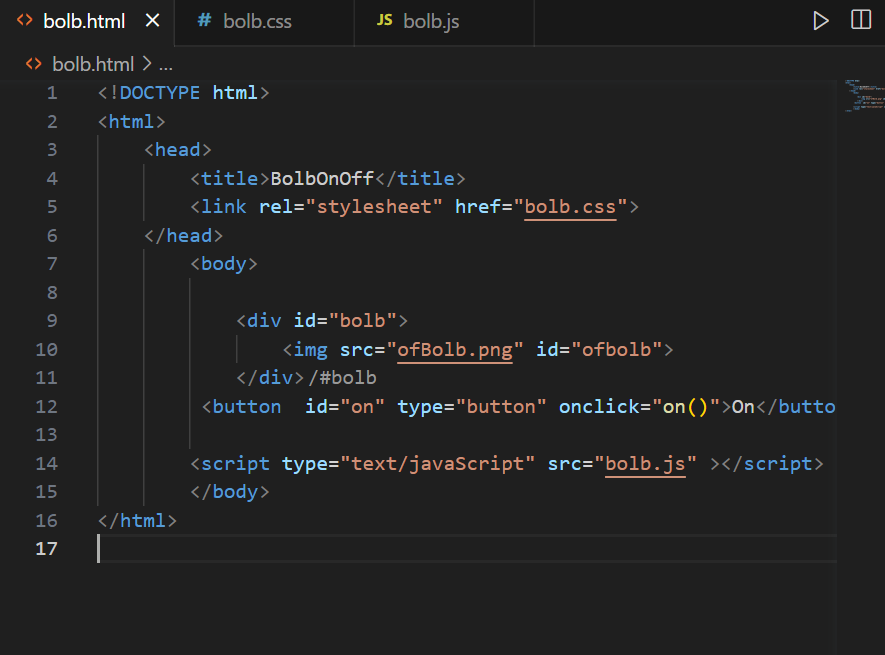 bolb.html
# bolb.css
JS bolb.js
bolb.html > ...
1 <!DOCTYPE html>
2 <html>
3 <head>
4 <title>BolbOnOff</title>
5 <link rel="stylesheet" href="bolb.css">
6 </head>
7 <body>
8
9 <div id="bolb">
10 <img src="ofBolb.png" id="ofbolb">
11 </div>/#bolb
12 <button  id="on" type="button" onclick="on()">On</butto
13
14 <script type="text/javaScript" src="bolb.js" ></script>
15 </body>
16 </html>
17